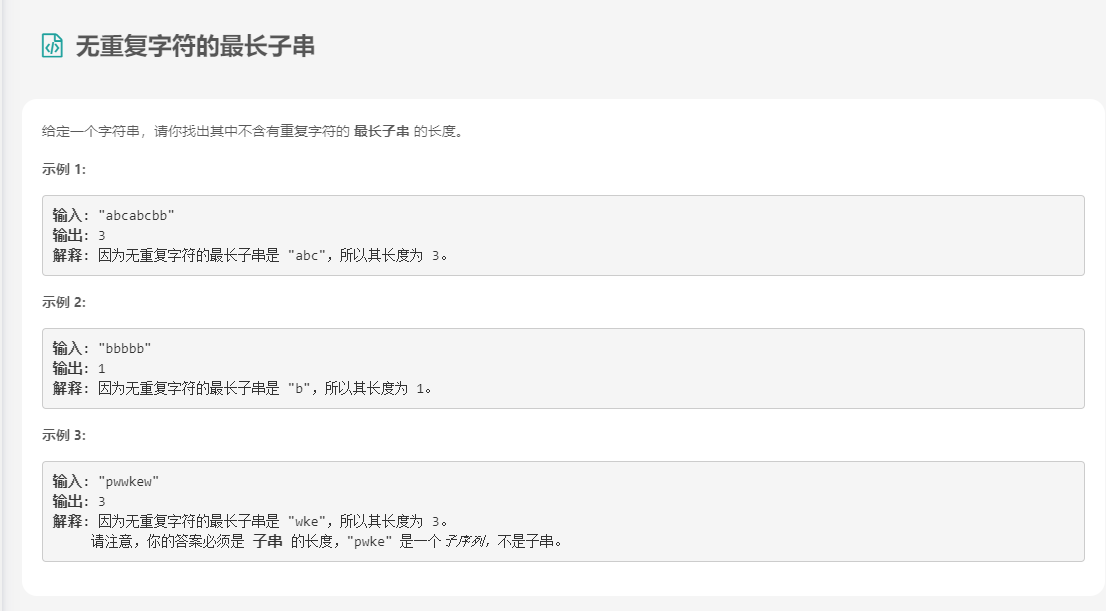 无重复字符的最长子串
给定一个字符串，请你找出其中不含有重复字符的 最长子串 的长度。
示例 1:
输入: "abcabcbb"
输出: 3
解释: 因为无重复字符的最长子串是 "abc"，所以其长度为 3。
示例 2:
输入: "bbbbb"
输出: 1
解释: 因为无重复字符的最长子串是 "b"，所以其长度为 1。
示例 3:
输入: "pwwkew"
输出: 3
解释: 因为无重复字符的最长子串是 "wke"，所以其长度为 3。
请注意，你的答案必须是 子串 的长度，"pwke" 是一个子序列，不是子串。